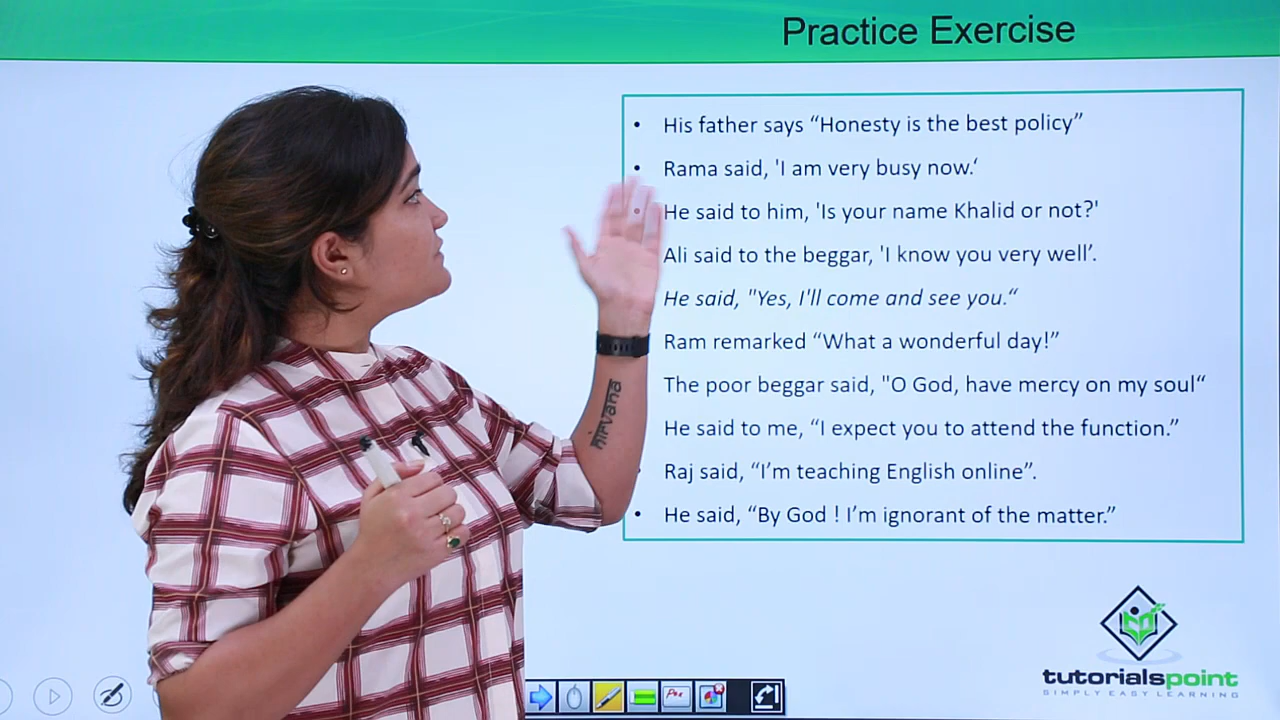 Practice Exercise
• His father says “Honesty is the best policy”
• Rama said, 'I am very busy now.‘
• He said to him, 'Is your name Khalid or not?'
Ali said to the beggar, 'I know you very well’.
He said, "Yes, I'll come and see you.“
Ram remarked “What a wonderful day!”
The poor beggar said, "O God, have mercy on my soul“
He said to me, “I expect you to attend the function.”
Raj said, “I’m teaching English online”.
• He said, “By God ! I’m ignorant of the matter.”
nirvana
tutorialspoint
SIMPLY EASY LEARNING